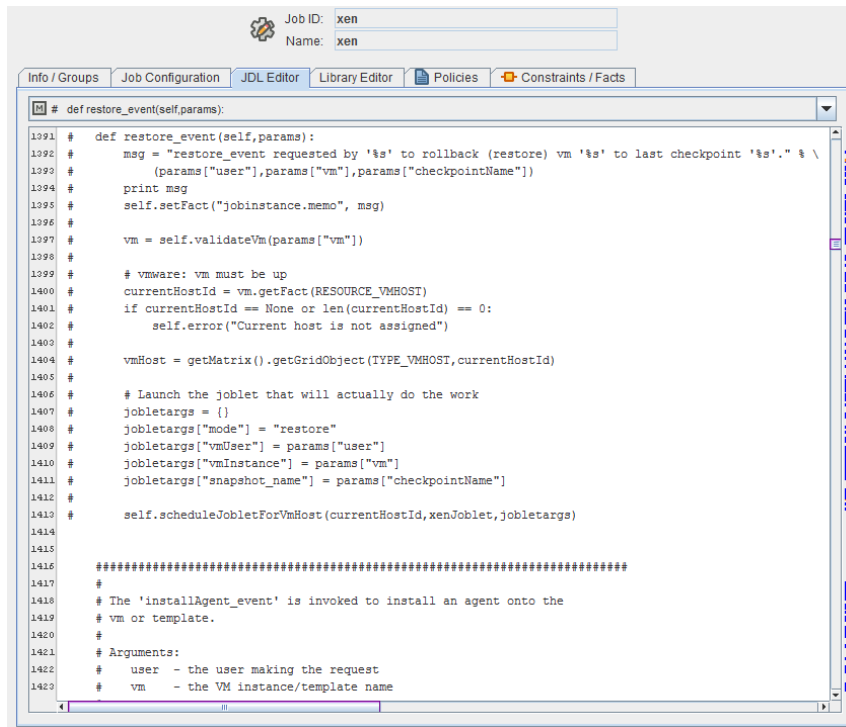 Job ID: xen
Name: xen
Info / Groups Job Configuration JDL Editor Library Editor Policies Constraints / Facts
M # def restore_event(self,params):
1391 #    def restore_event(self,params):
1392 #        msg = "restore_event requested by '%s' to rollback (restore) vm '%s' to last checkpoint '%s'." % \
1393 #            (params["user"],params["vm"],params["checkpointName"])
1394 #        print msg
1395 #        self.setFact("jobinstance.memo", msg)
1396 #
1397 #        vm = self.validateVm(params["vm"])
1398 #
1399 #        # vmware: vm must be up
1400 #        currentHostId = vm.getFact(RESOURCE_VMHOST)
1401 #        if currentHostId == None or len(currentHostId) == 0:
1402 #            self.error("Current host is not assigned")
1403 #
1404 #        vmHost = getMatrix().getGridObject(TYPE_VMHOST,currentHostId)
1405 #
1406 #        # Launch the joblet that will actually do the work
1407 #        jobletargs = {}
1408 #        jobletargs["mode"] = "restore"
1409 #        jobletargs["vmUser"] = params["user"]
1410 #        jobletargs["vmInstance"] = params["vm"]
1411 #        jobletargs["snapshot_name"] = params["checkpointName"]
1412 #
1413 #        self.scheduleJobletForVmHost(currentHostId,xenJoblet,jobletargs)
1414
1415
1416     ###########################################################################
1417     #
1418     # The 'installAgent_event' is invoked to install an agent onto the
1419     # vm or template.
1420     #
1421     # Arguments:
1422     #    user  - the user making the request
1423     #    vm    - the VM instance/template name